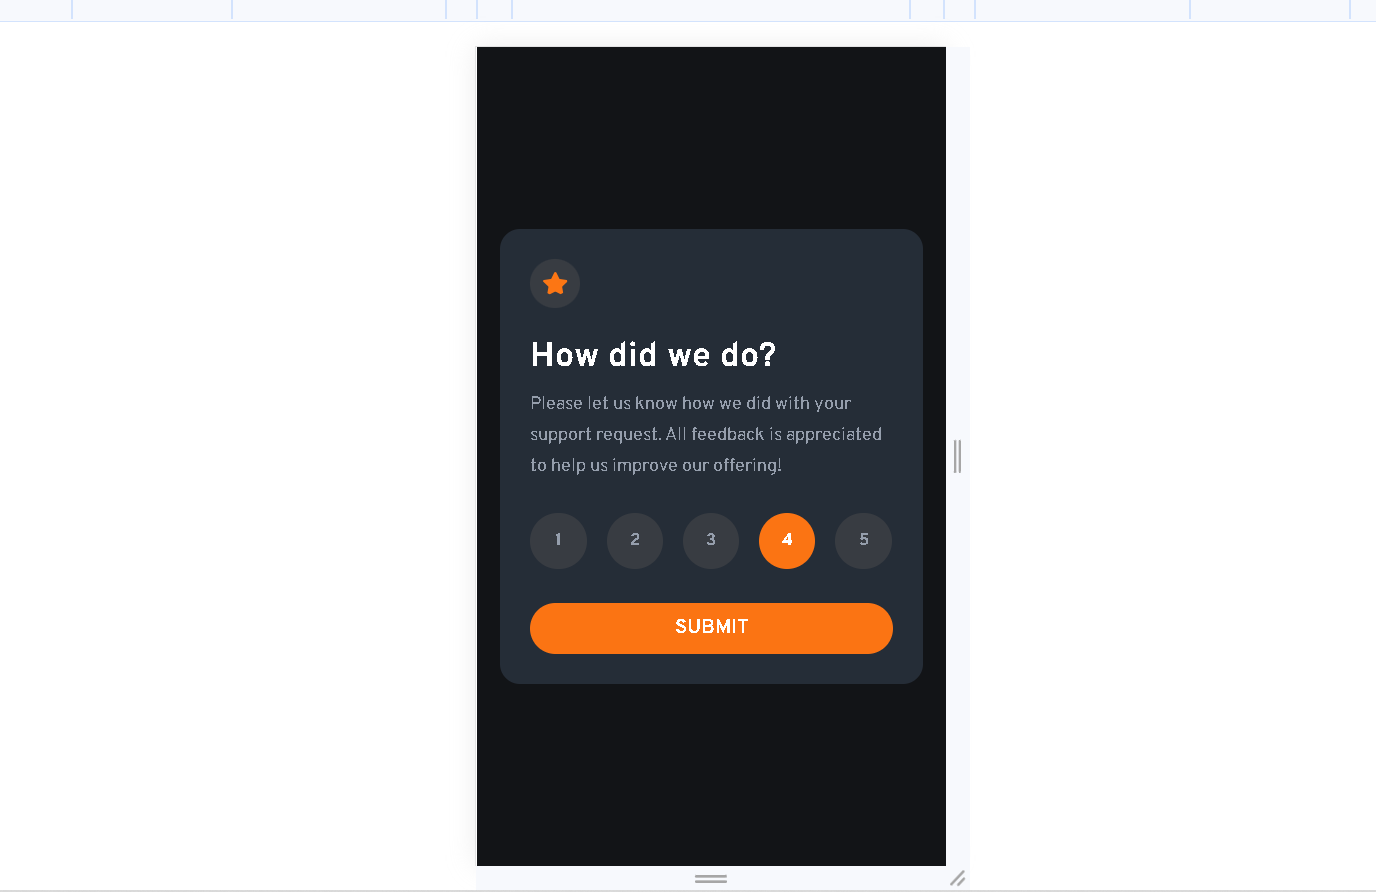 How did we do?
Please let us know how we did with your
support request. All feedback is appreciated
to help us improve our offering!
1 2 3 4 5
SUBMIT